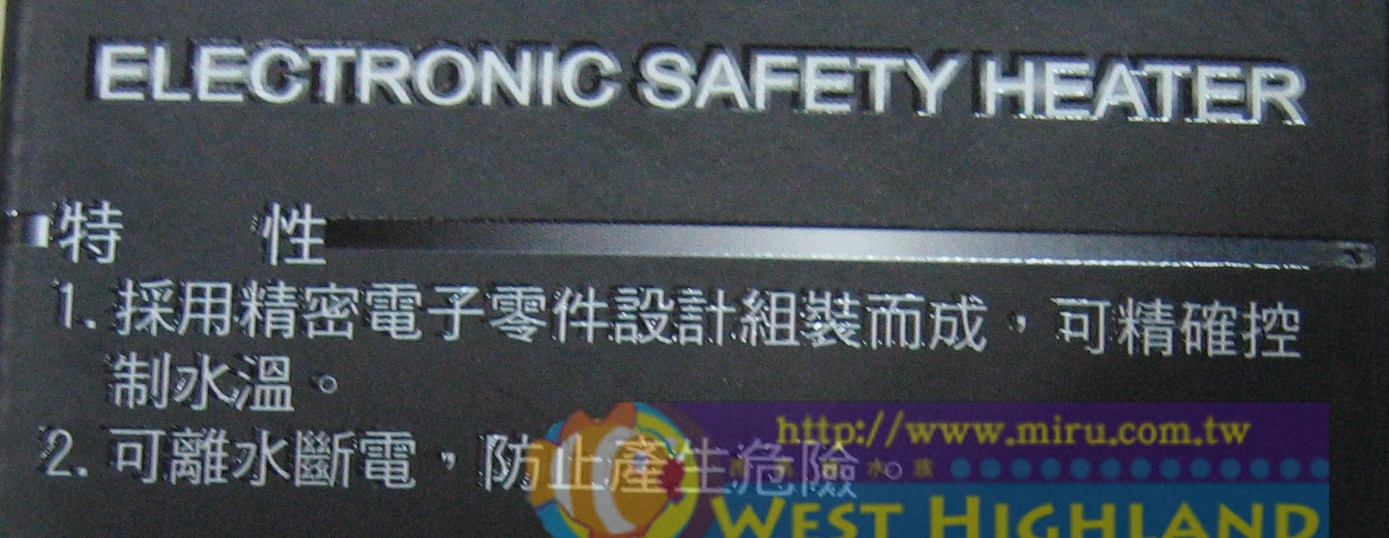 ELECTRONIC SAFETY HEATER
特 性
1. 採用精密電子零件設計組裝而成，可精確控
制水溫。
2. 可離水斷電，防止產生危險。
http://www.miru.com.tw
水族
WEST HIGHLAND